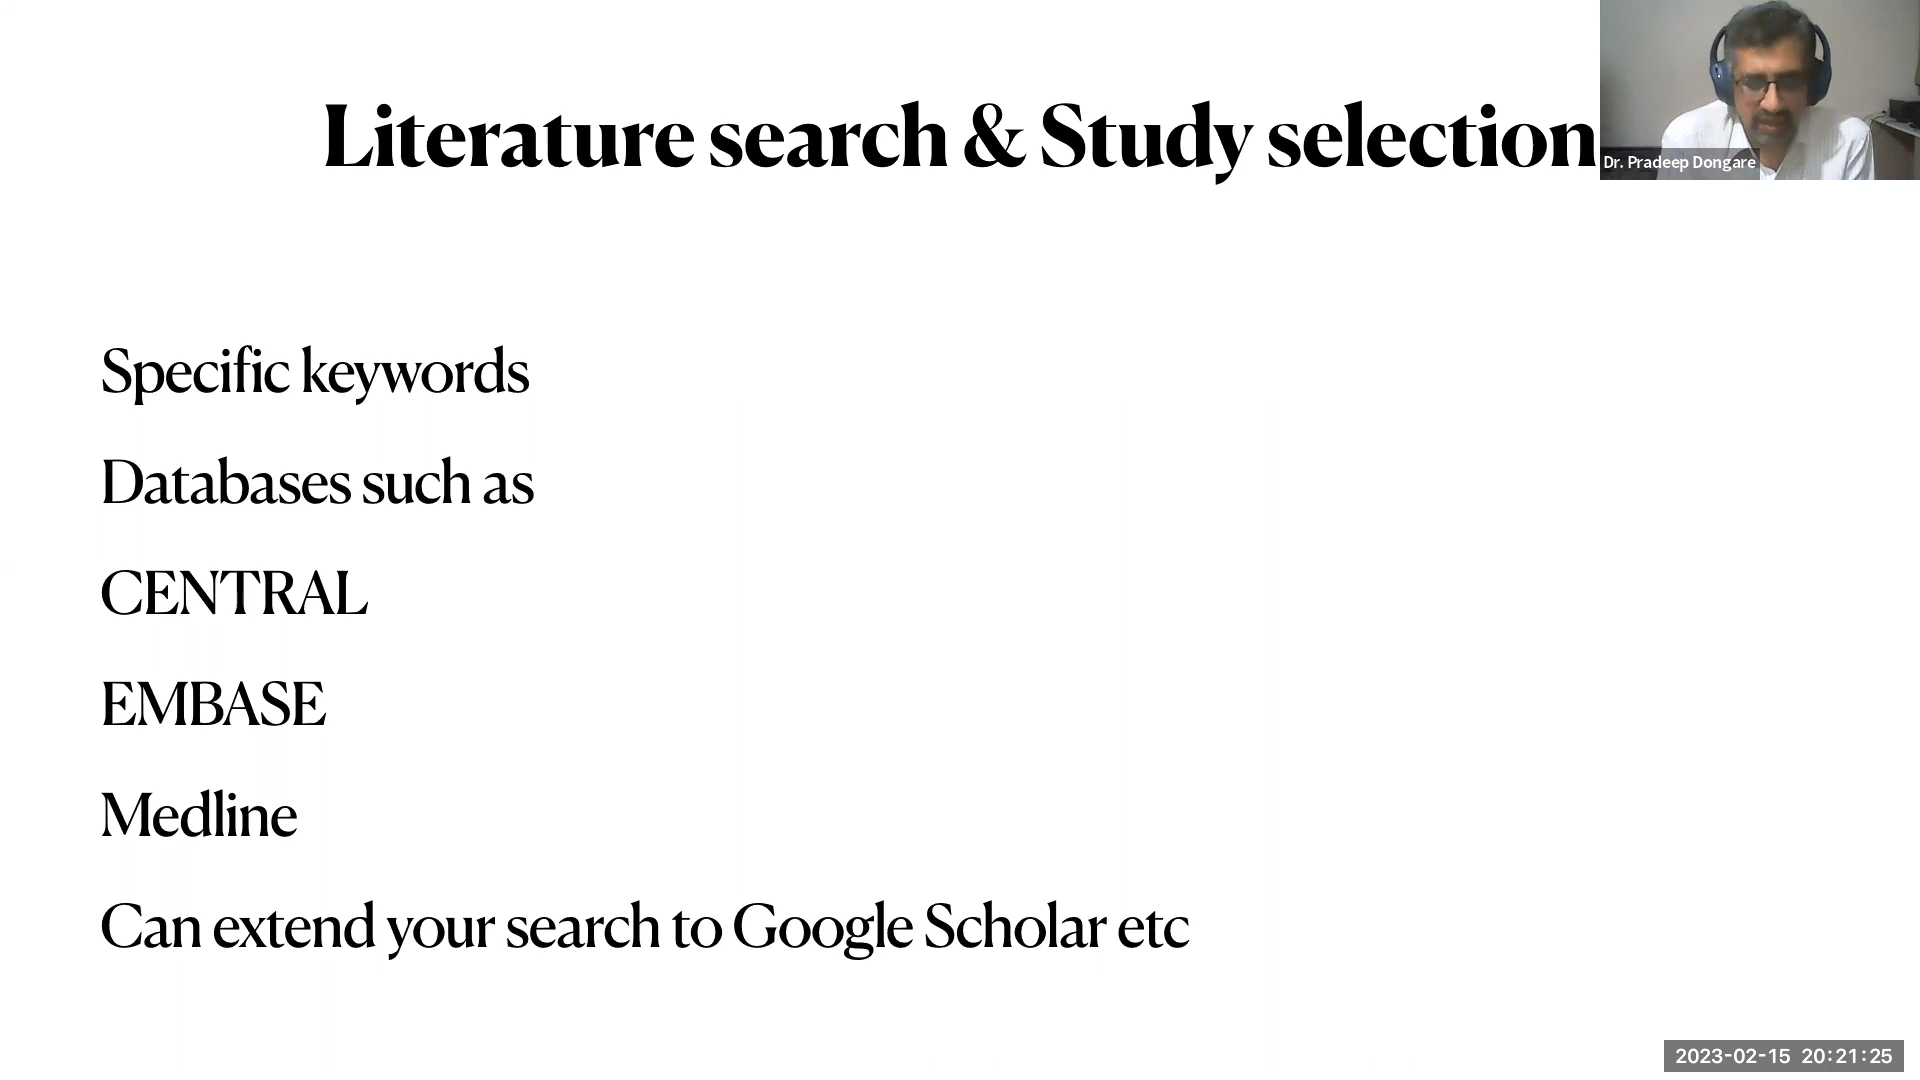 Literature search & Study selection
Dr. Pradeep Dongare
Specific keywords
Databases such as
CENTRAL
EMBASE
Medline
Can extend your search to Google Scholar etc
2023-02-15 20:21:25